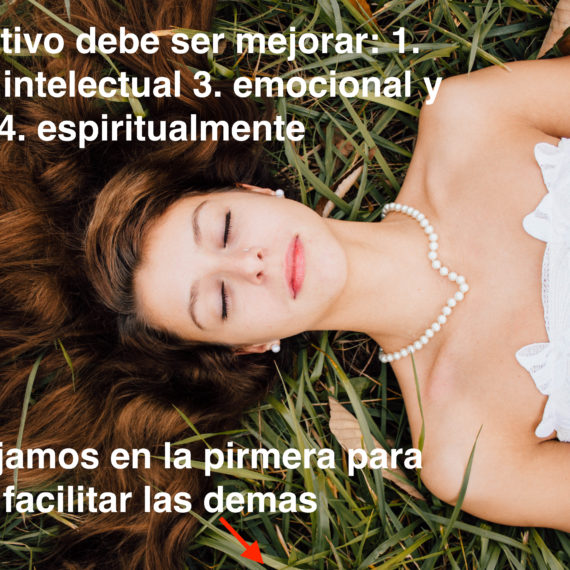 tivo debe ser mejorar: 1.
intelectual 3. emocional y
4. espiritualmente
jamos en la pirmera para
facilitar las demas